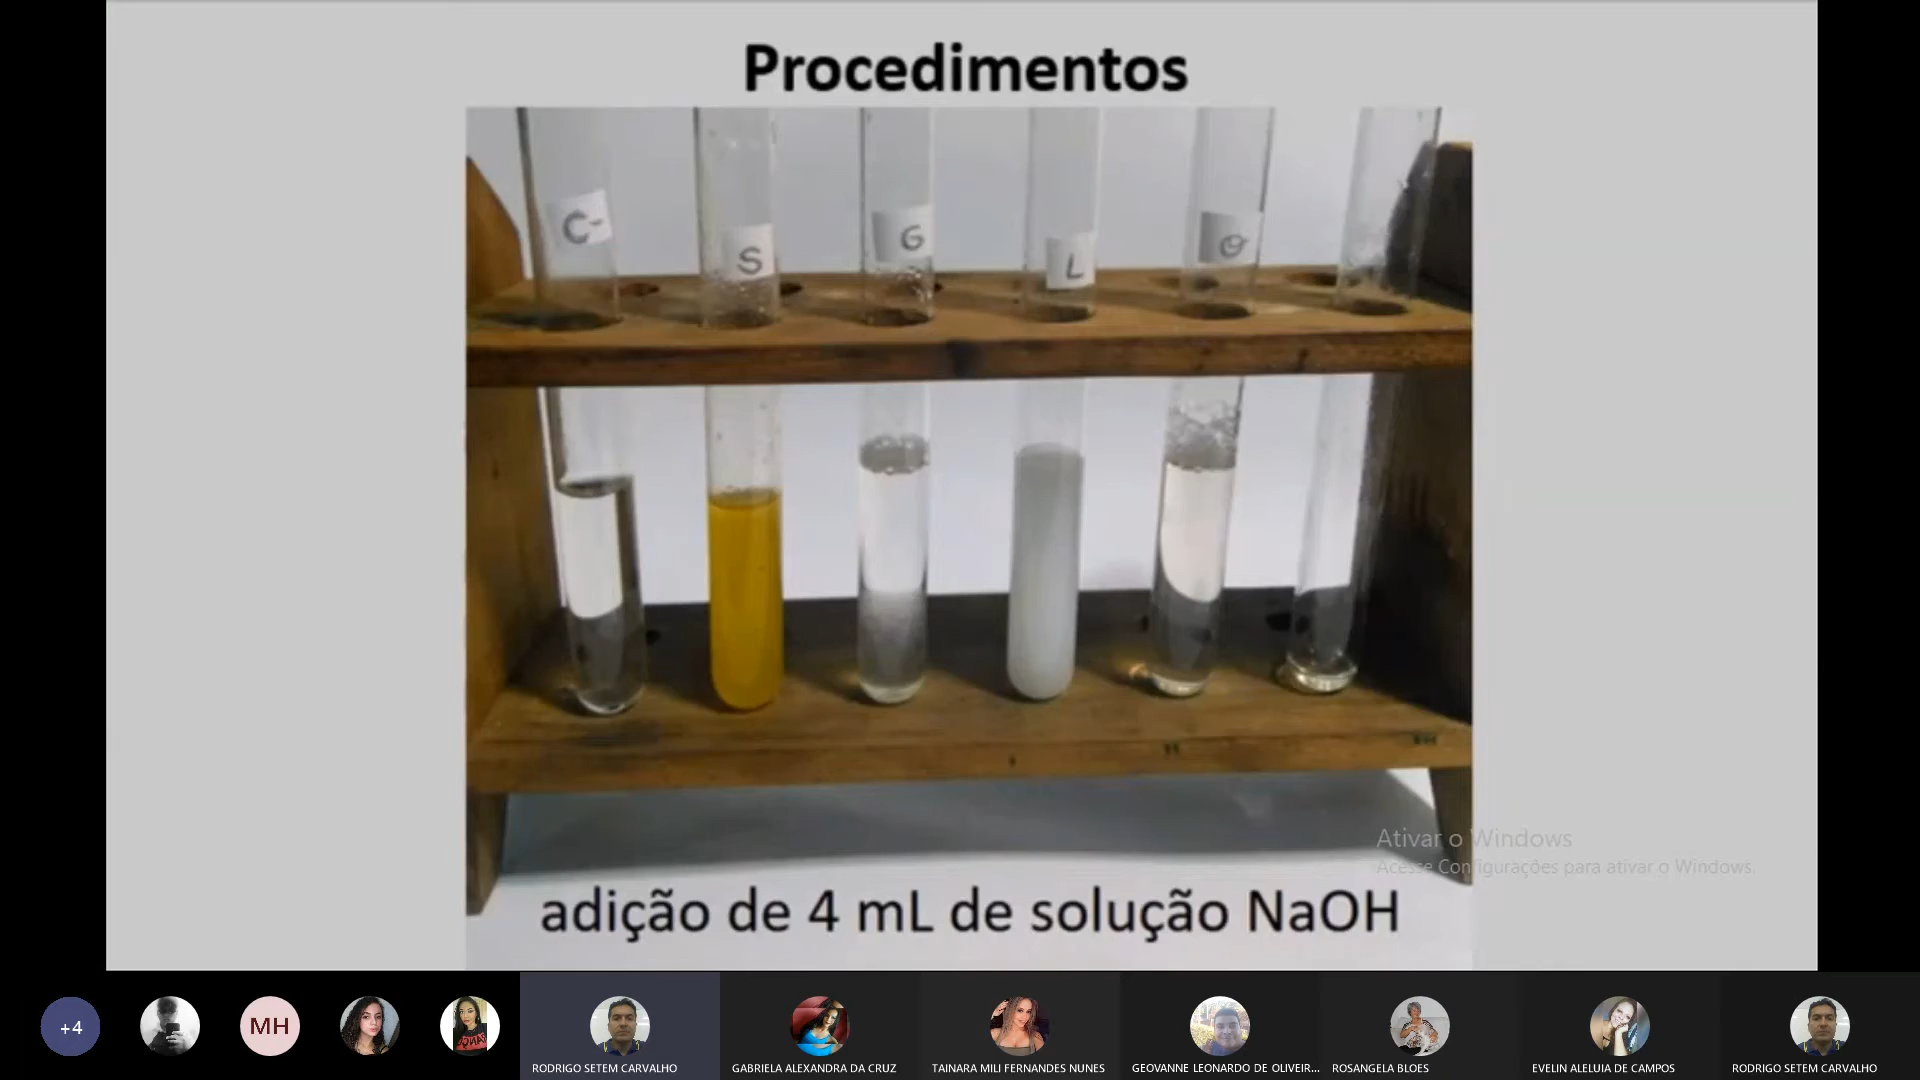 Procedimentos
C-
S
G
L
O
Ativar o Windows
Acesse Configurações para ativar o Windows.
adição de 4 mL de solução NaOH
+4
MH
RODRIGO SETEM CARVALHO
GABRIELA ALEXANDRA DA CRUZ
TAINARA MILI FERNANDES NUNES
GEOVANNE LEONARDO DE OLIVEIR...
ROSANGELA BLOES
EVELIN ALELUIA DE CAMPOS
RODRIGO SETEM CARVALHO